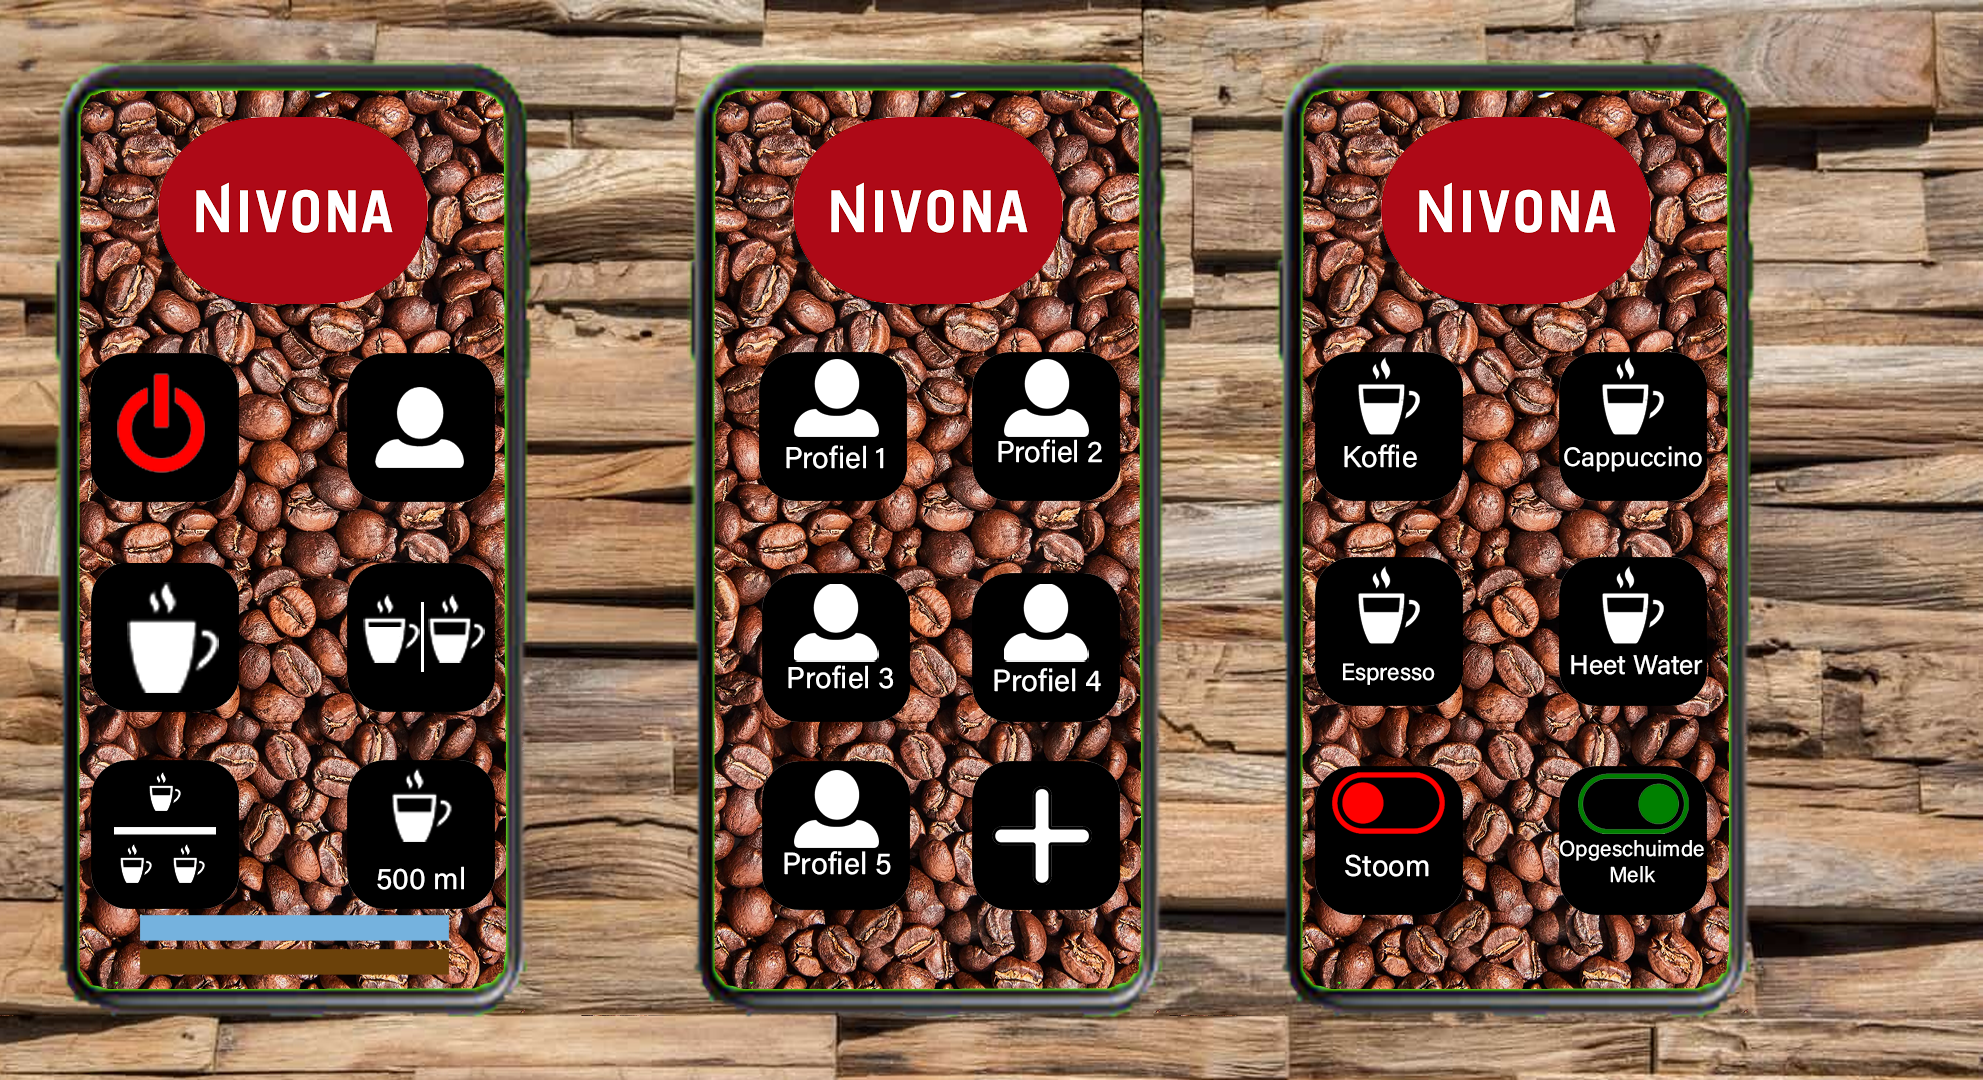 NIVONA
500 ml
NIVONA
Profiel 1
Profiel 2
Profiel 3
Profiel 4
Profiel 5
NIVONA
Koffie
Cappuccino
Espresso
Heet Water
Stoom
Opgeschuimde
Melk